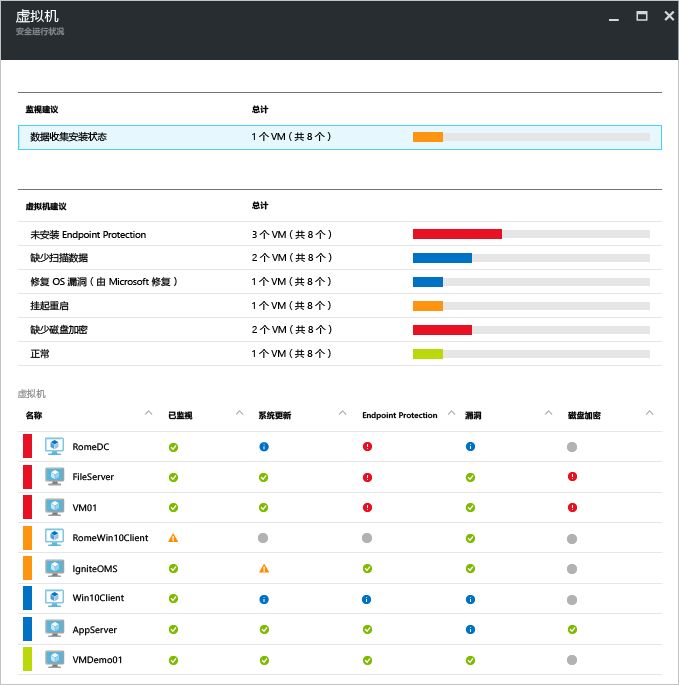 虚拟机
安全运行状况
监视建议 总计
数据收集安装状态 1 个 VM（共 8 个）
虚拟机建议 总计
未安装 Endpoint Protection 3 个 VM（共 8 个）
缺少扫描数据 2 个 VM（共 8 个）
修复 OS 漏洞（由 Microsoft 修复） 1 个 VM（共 8 个）
挂起重启 1 个 VM（共 8 个）
缺少磁盘加密 2 个 VM（共 8 个）
正常 1 个 VM（共 8 个）
虚拟机
名称 已监视 系统更新 Endpoint Protection 漏洞 磁盘加密
RomeDC
FileServer
VM01
RomeWin10Client
IgniteOMS
Win10Client
AppServer
VMDemo01